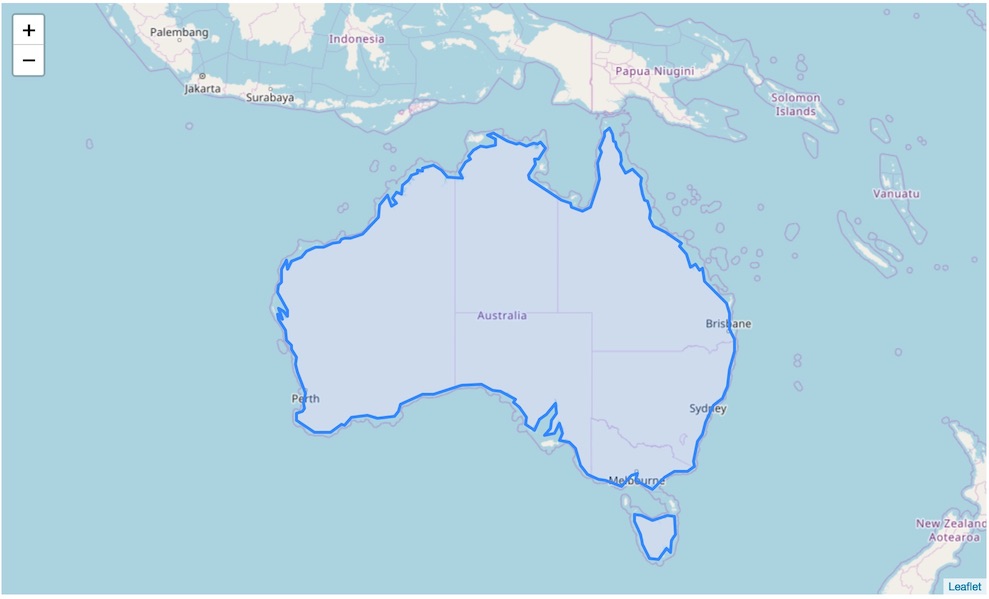 +
−
Palembang
Indonesia
Jakarta
Surabaya
Papua Niugini
Solomon
Islands
Vanuatu
Australia
Brisbane
Perth
Sydney
Melbourne
New Zealand
Aotearoa
Leaflet